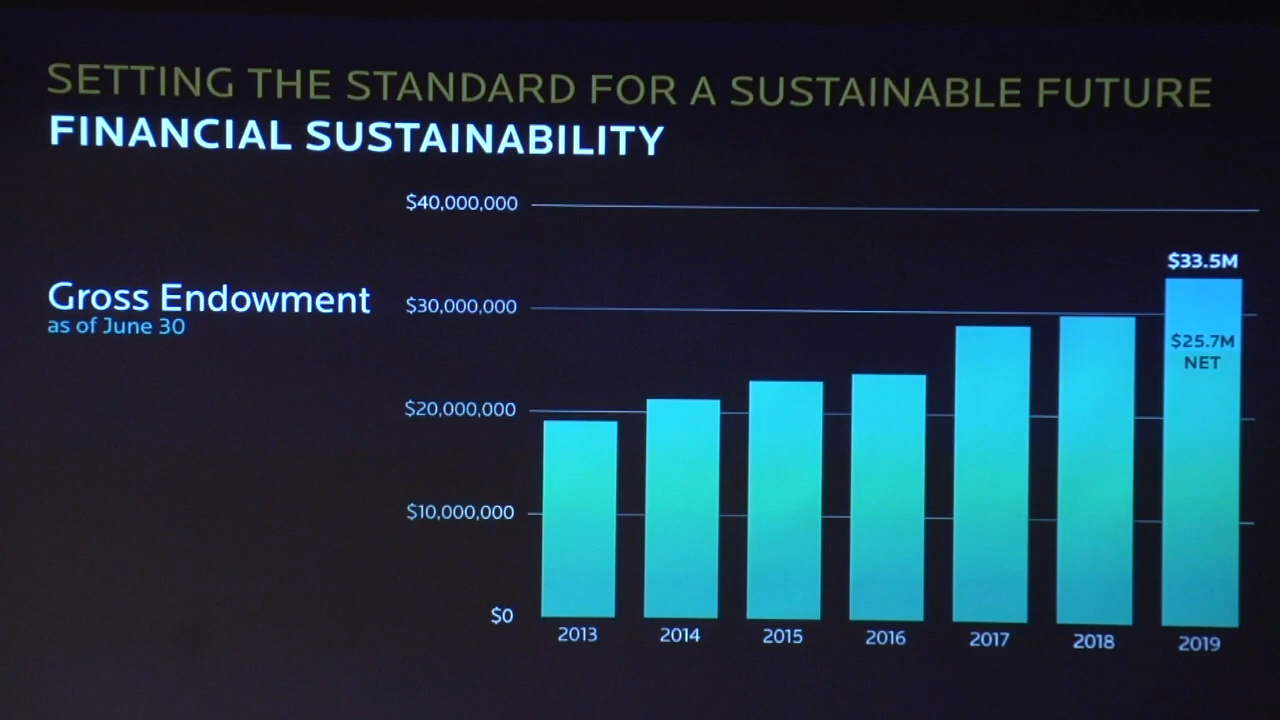 SETTING THE STANDARD FOR A SUSTAINABLE FUTURE
FINANCIAL SUSTAINABILITY
Gross Endowment
as of June 30
$40,000,000
$30,000,000
$20,000,000
$10,000,000
$0
$33.5M
$25.7M
NET
2013 2014 2015 2016 2017 2018 2019